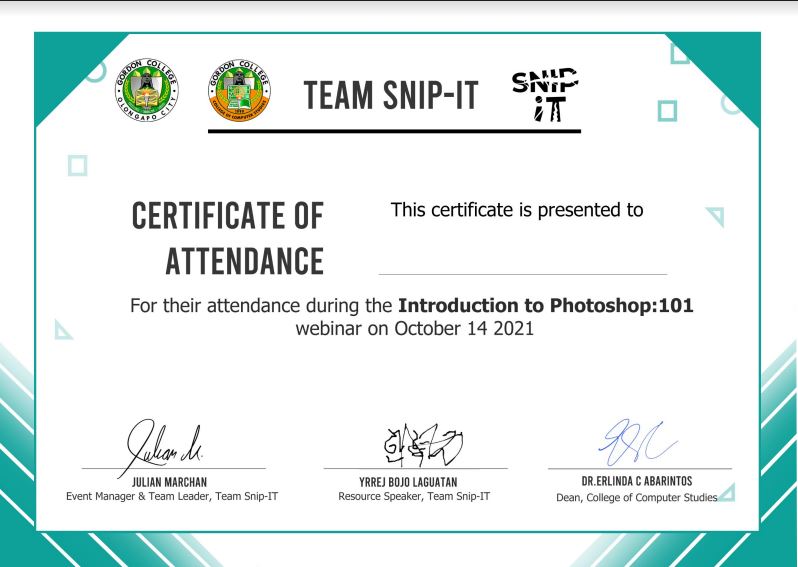 GORDON COLLEGE
OLONGAPO CITY
GORDON COLLEGE
COLLEGE OF COMPUTER STUDIES
TEAM SNIP-IT
SNIP
iT
CERTIFICATE OF
ATTENDANCE
This certificate is presented to
For their attendance during the Introduction to Photoshop:101
webinar on October 14 2021
Julian M.
JULIAN MARCHAN
Event Manager & Team Leader, Team Snip-IT
YRREJ BOJO LAGUATAN
Resource Speaker, Team Snip-IT
DR.ERLINDA C ABARINTOS
Dean, College of Computer Studies